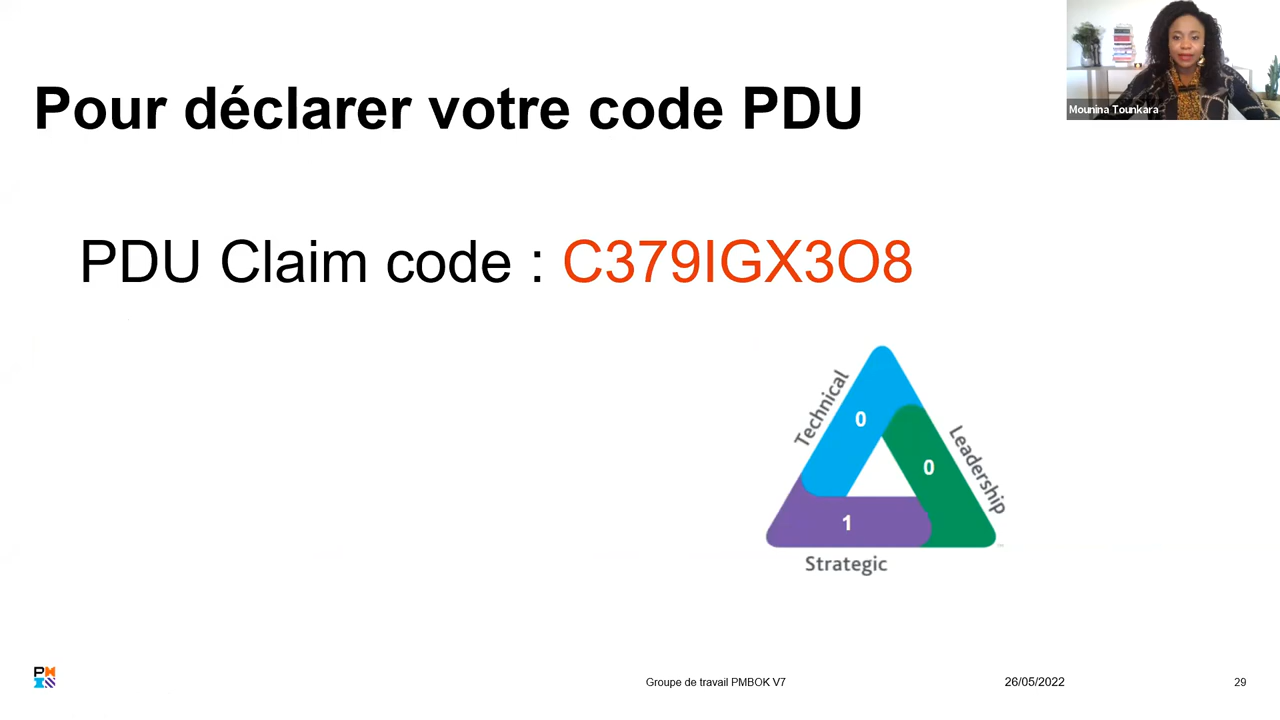 Pour déclarer votre code PDU
Mounina Tounkara
PDU Claim code : C379IGX3O8
Technical
0
Leadership
0
1
Strategic
PM
Groupe de travail PMBOK V7
26/05/2022
29